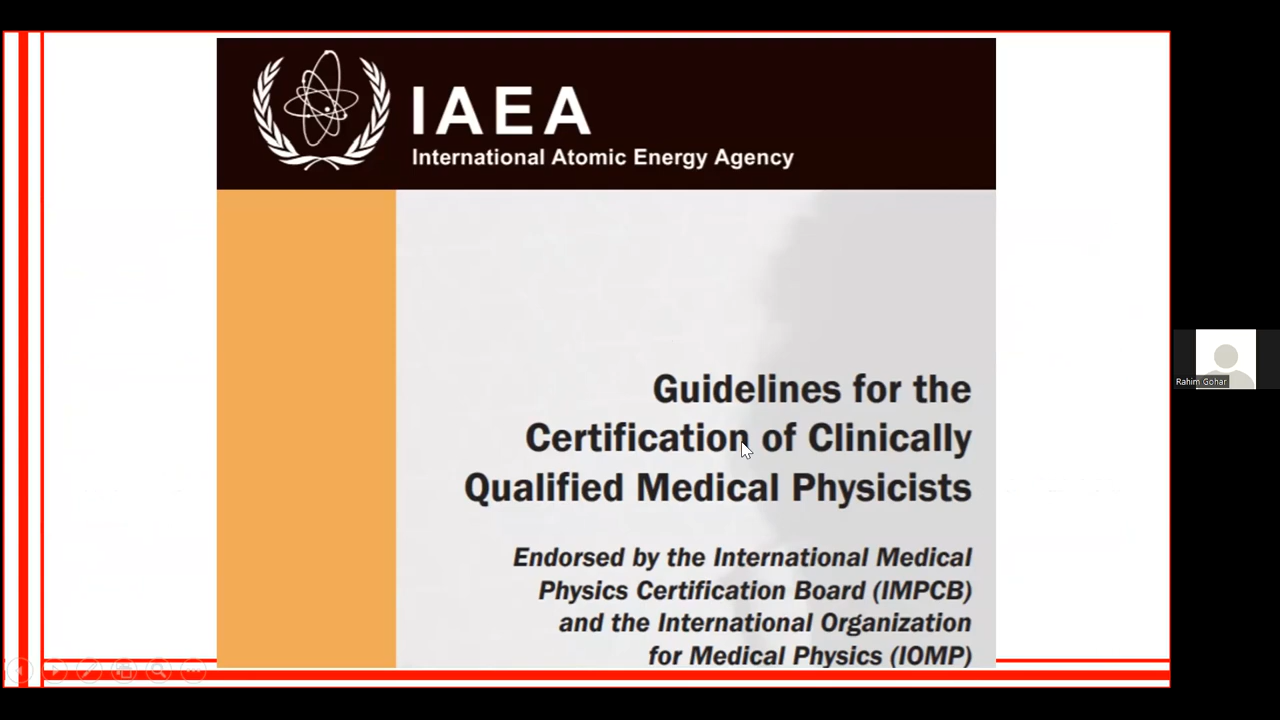 IAEA
International Atomic Energy Agency
Guidelines for the
Certification of Clinically
Qualified Medical Physicists
Endorsed by the International Medical
Physics Certification Board (IMPCB)
and the International Organization
for Medical Physics (IOMP)
Rahim Gohar